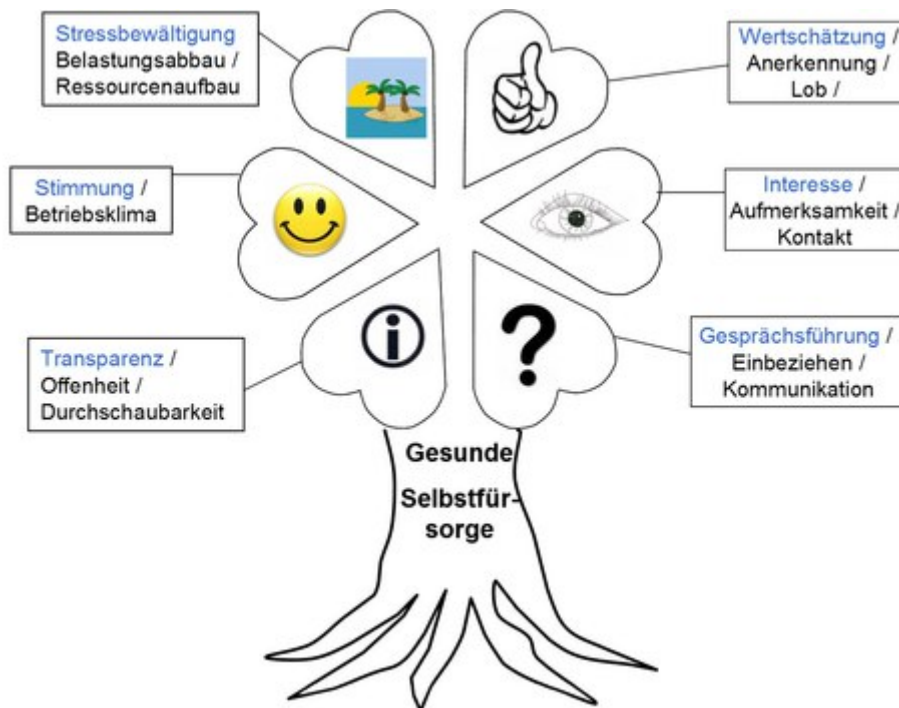 Stressbewältigung
Belastungsabbau /
Ressourcenaufbau
Wertschätzung /
Anerkennung /
Lob /
Stimmung /
Betriebsklima
Interesse /
Aufmerksamkeit /
Kontakt
Transparenz /
Offenheit /
Durchschaubarkeit
Gesprächsführung /
Einbeziehen /
Kommunikation
Gesunde
Selbstfür-
sorge